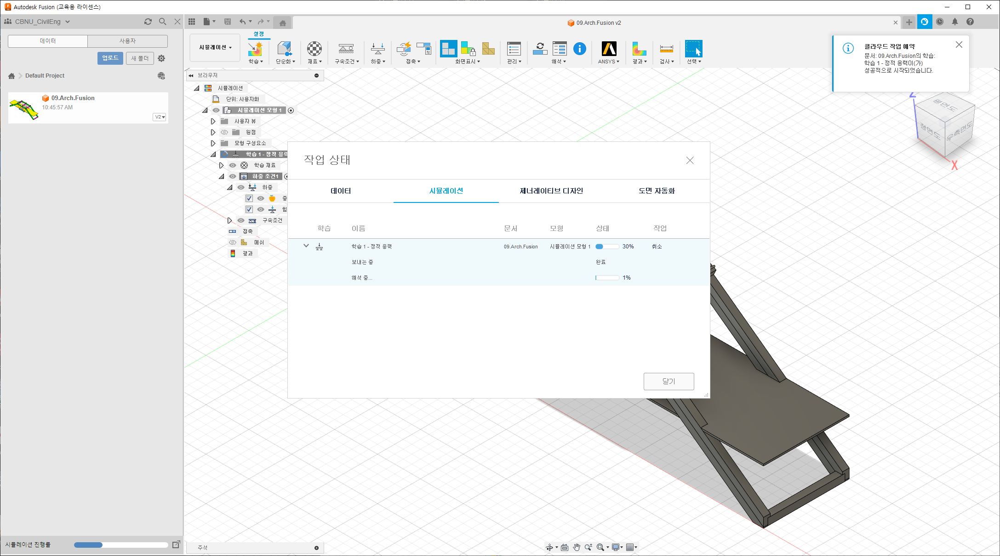 Autodesk Fusion (교육용 라이센스)
CBNU_CivilEng
09.Arch.Fusion v2
데이터
사용자
업로드
새 폴더
Default Project
09.Arch.Fusion
10:45:57 AM
V2
시뮬레이션 진행률
설정
시뮬레이션
학습
단순화
재료
구속조건
하중
접촉
화면표시
관리
해석
ANSYS
결과
검사
선택
브라우저
시뮬레이션
단위: 사용자화
시뮬레이션 모형 1
사용자 뷰
원점
모형 구성요소
학습 1 - 정적 응력
학습 재료
하중 조건1
하중
중
힘
구속조건
접촉
메쉬
결과
클라우드 작업 예약
문서: 09.Arch.Fusion의 학습:
학습 1 - 정적 응력이(가)
성공적으로 시작되었습니다.
Z
평면도
정면도
우측면도
X
작업 상태
데이터
시뮬레이션
제너레이티브 디자인
도면 자동화
학습 이름 문서 모형 상태 작업
학습 1 - 정적 응력 09.Arch.Fusion 시뮬레이션 모형 1 30% 취소
보내는 중 완료
해석 중... 1%
닫기
주석